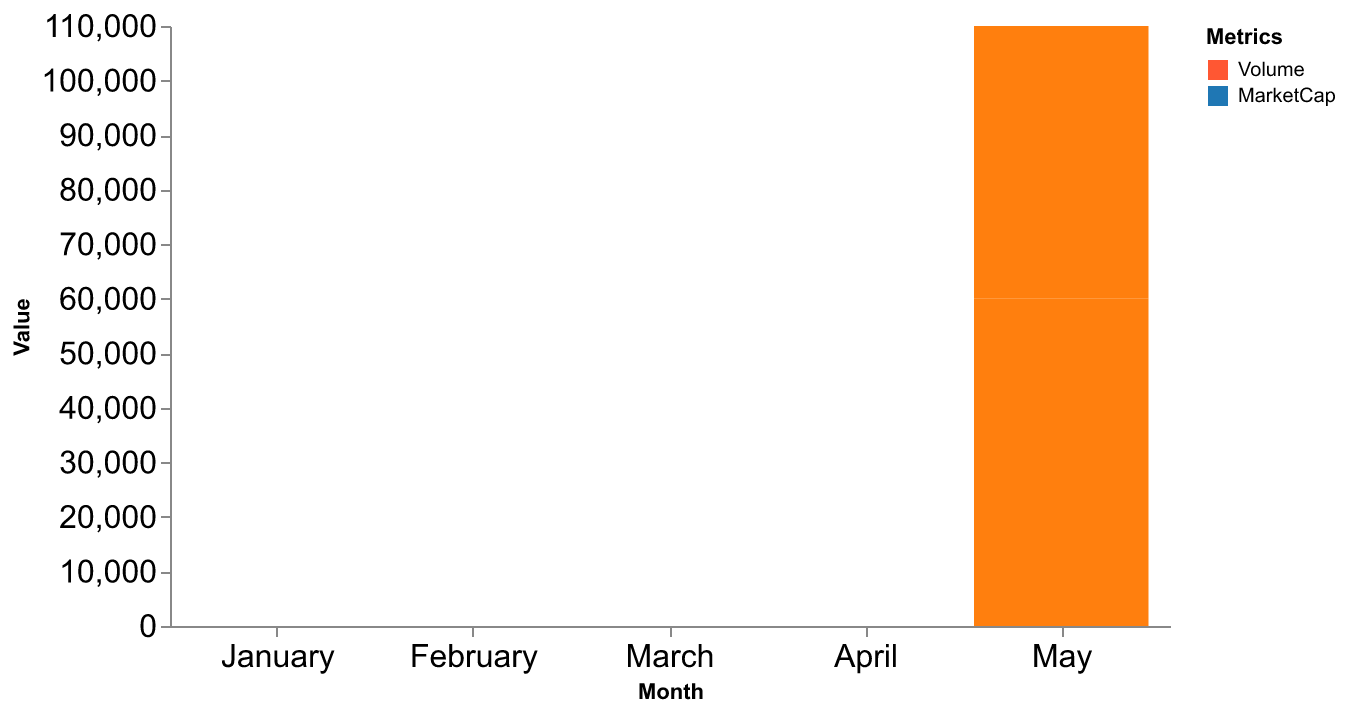 110,000
100,000
90,000
80,000
70,000
60,000
50,000
40,000
30,000
20,000
10,000
0
Value
January February March April May
Month
Metrics
Volume
MarketCap